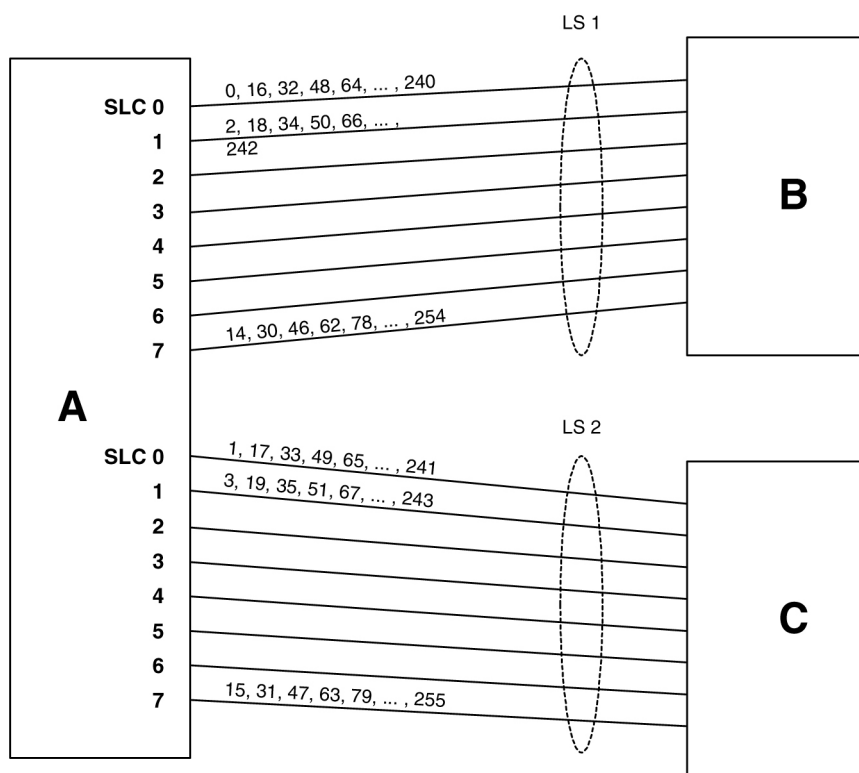 LS 1
0, 16, 32, 48, 64, ... , 240
SLC 0
2, 18, 34, 50, 66, ... ,
242
1
2
3
4
5
6
14, 30, 46, 62, 78, ... , 254
7
B
A
LS 2
SLC 0
1, 17, 33, 49, 65, ... , 241
1
3, 19, 35, 51, 67, ... , 243
2
3
4
5
6
7
15, 31, 47, 63, 79, ... , 255
C